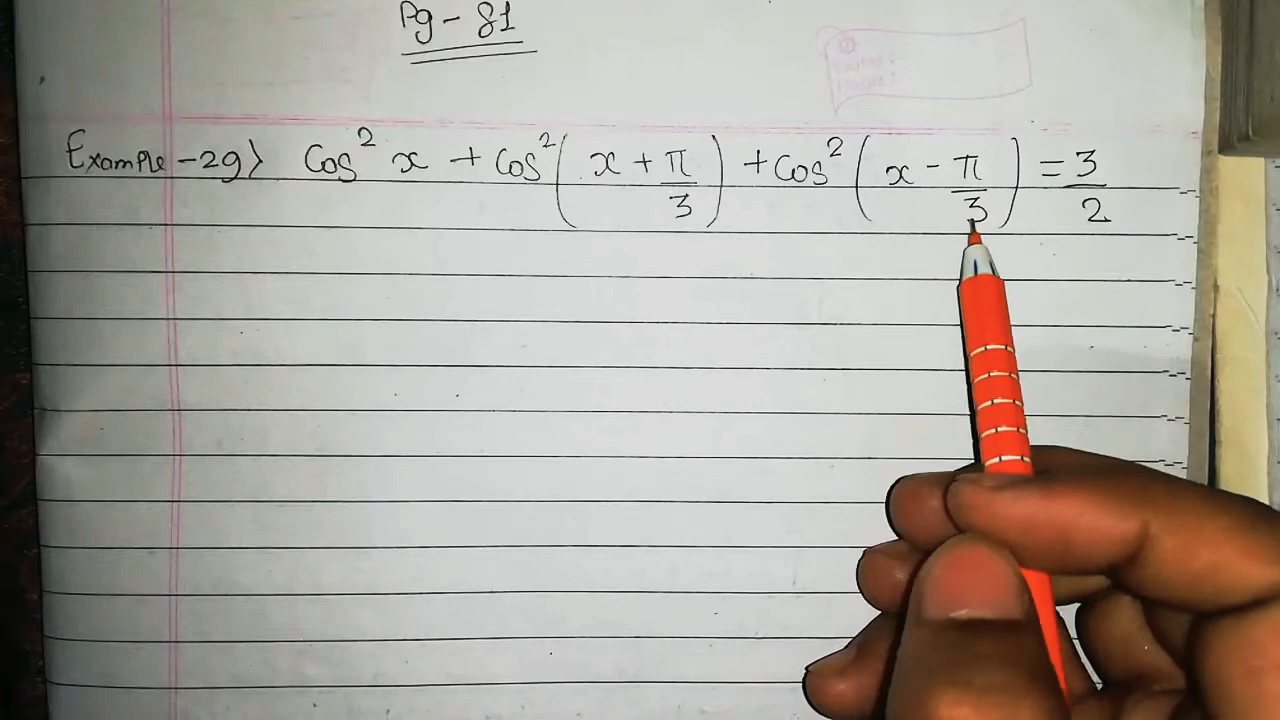 Pg - 81
Example - 29> Cos² x + Cos² (x + π/3) + Cos² (x - π/3) = 3/2